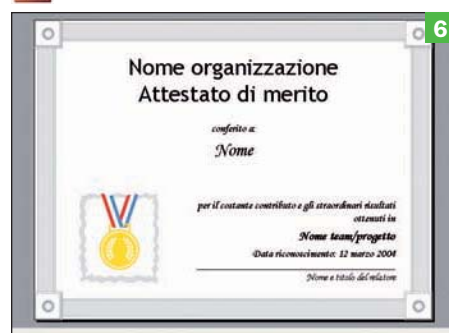 6
Nome organizzazione
Attestato di merito
conferito a:
Nome
per il costante contributo e gli straordinari risultati
ottenuti in
Nome team/progetto
Data riconoscimento: 12 marzo 2004
Nome e titolo del relatore